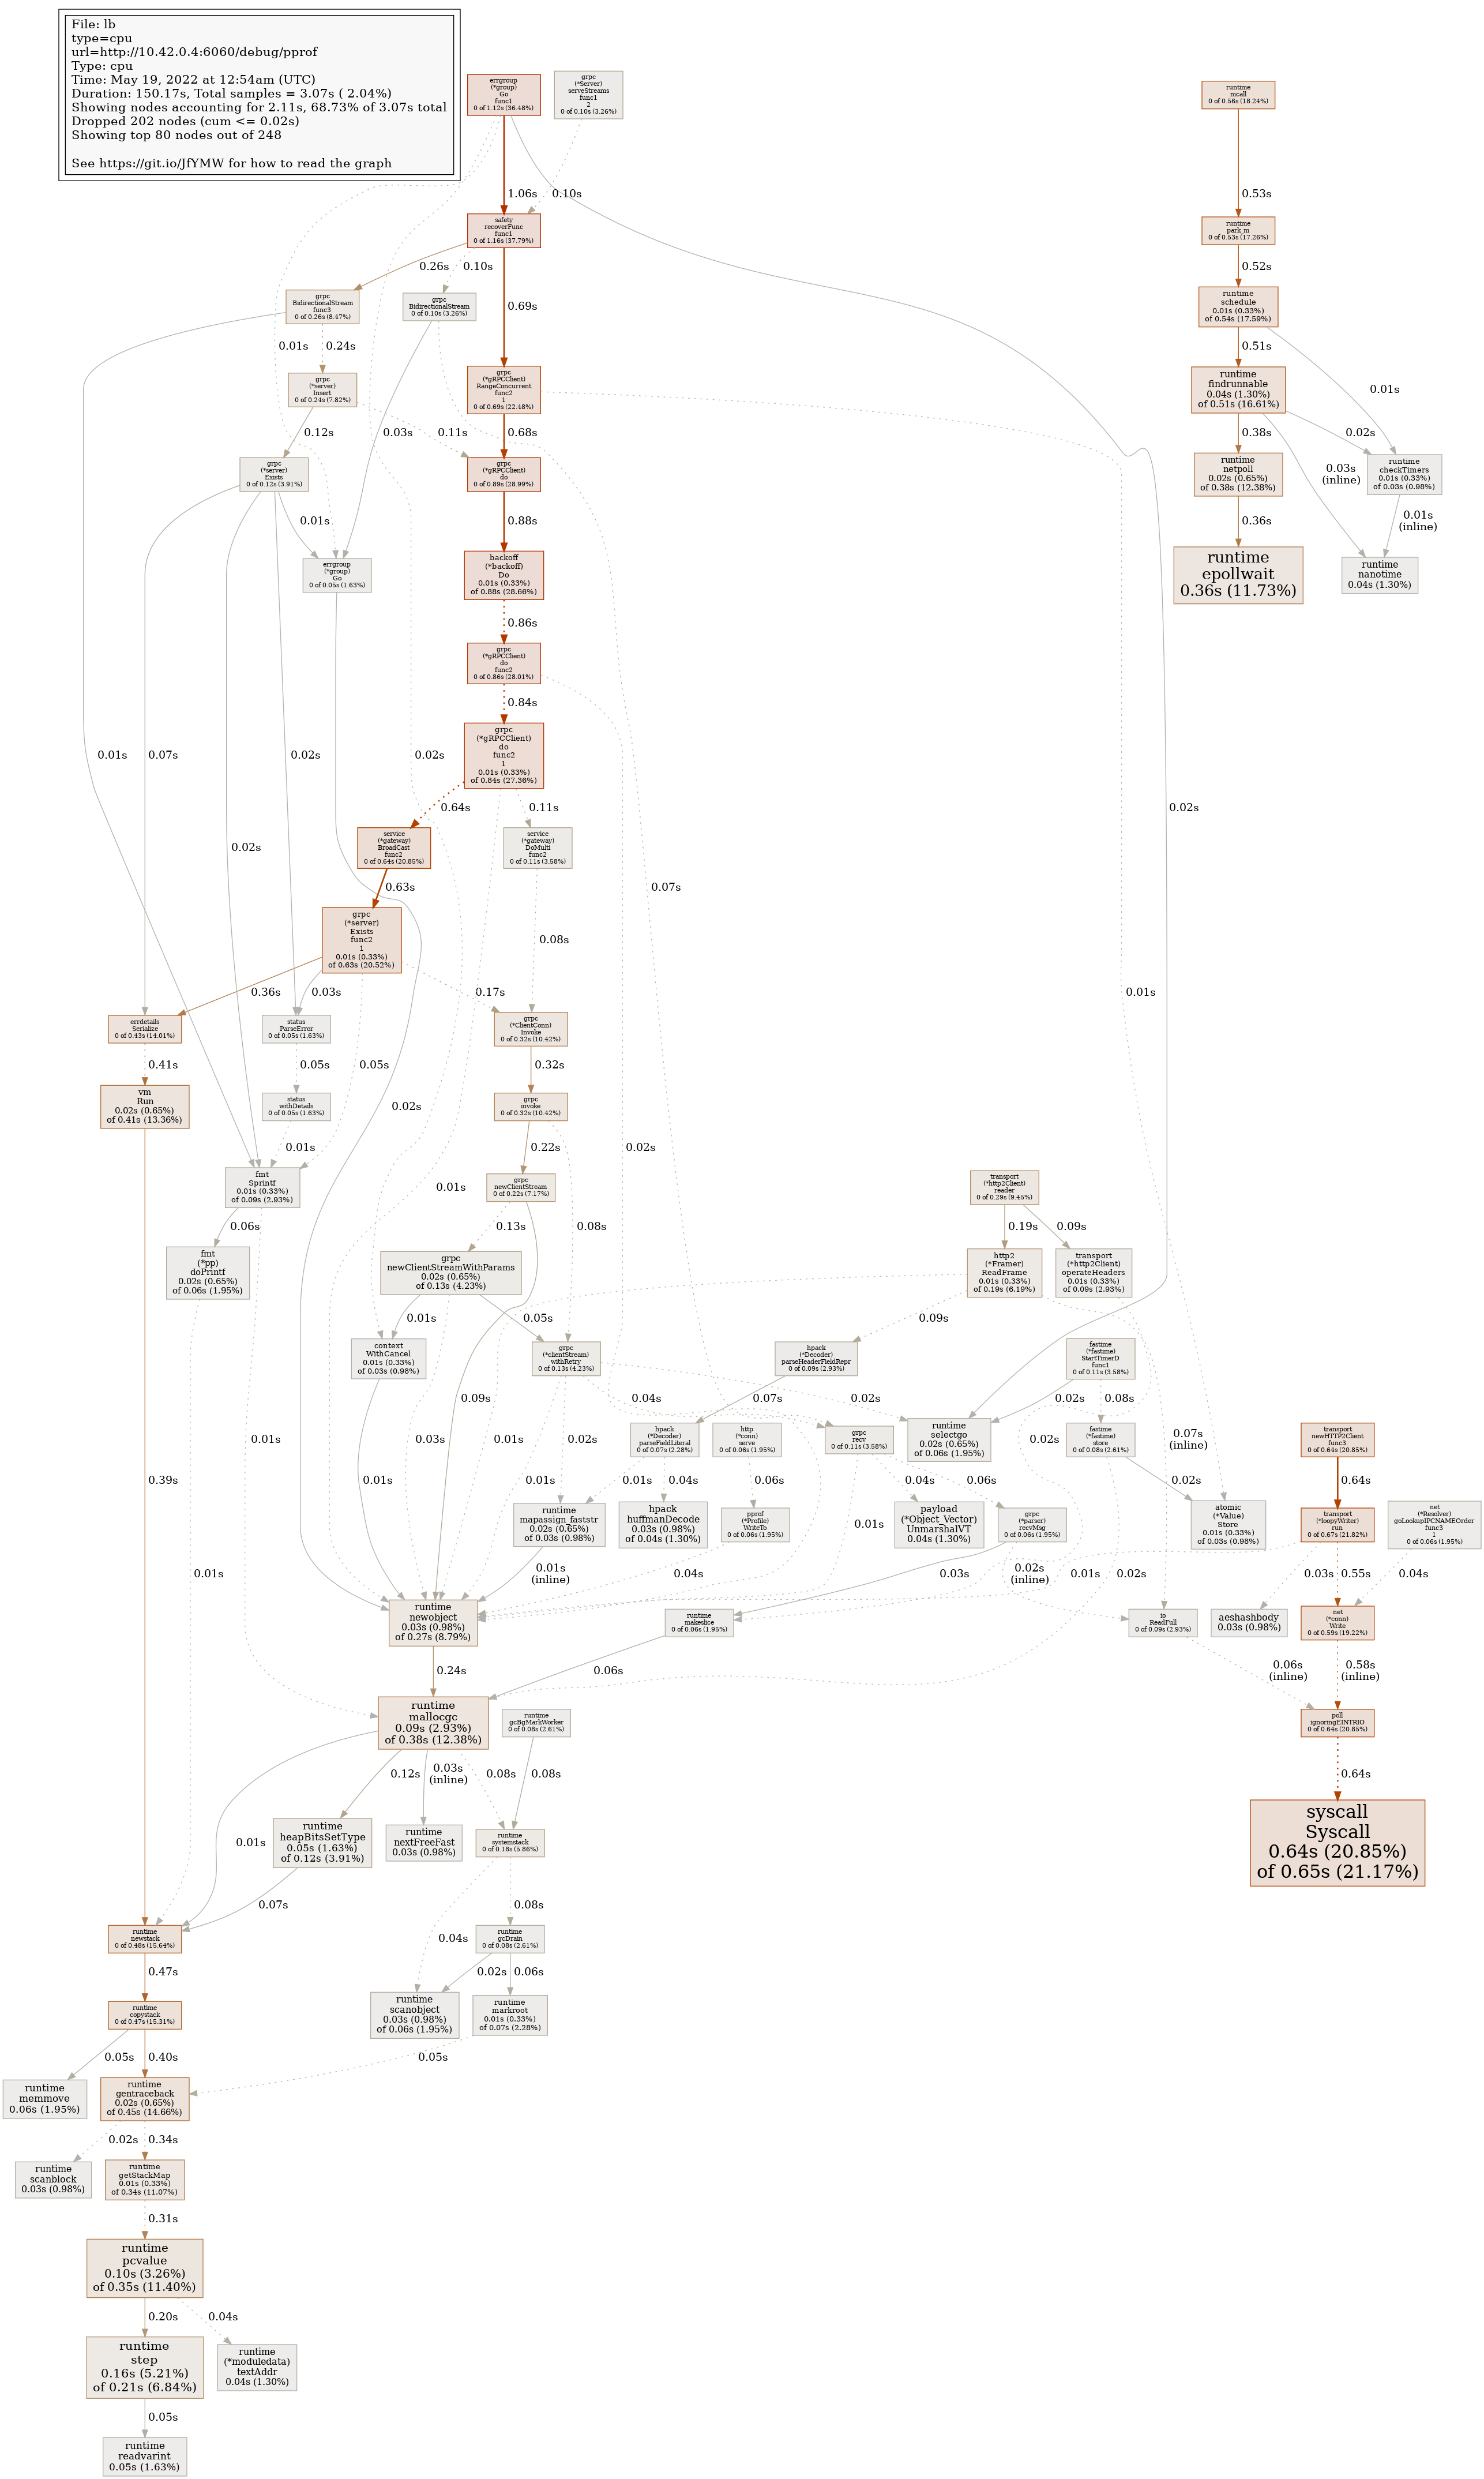 File: lb
type=cpu
url=http://10.42.0.4:6060/debug/pprof
Type: cpu
Time: May 19, 2022 at 12:54am (UTC)
Duration: 150.17s, Total samples = 3.07s ( 2.04%)
Showing nodes accounting for 2.11s, 68.73% of 3.07s total
Dropped 202 nodes (cum <= 0.02s)
Showing top 80 nodes out of 248
See https://git.io/JfYMW for how to read the graph
errgroup
(*group)
Go
func1
0 of 1.12s (36.48%)
grpc
(*Server)
serveStreams
func1
2
0 of 0.10s (3.26%)
runtime
mcall
0 of 0.56s (18.24%)
1.06s
0.10s
0.53s
safety
recoverFunc
func1
0 of 1.16s (37.79%)
runtime
park_m
0 of 0.53s (17.26%)
0.26s
0.10s
0.69s
0.52s
grpc
BidirectionalStream
func3
0 of 0.26s (8.47%)
grpc
BidirectionalStream
0 of 0.10s (3.26%)
runtime
schedule
0.01s (0.33%)
of 0.54s (17.59%)
0.01s
0.24s
0.51s
0.01s
grpc
(*server)
Insert
0 of 0.24s (7.82%)
grpc
(*gRPCClient)
RangeConcurrent
func2
1
0 of 0.69s (22.48%)
runtime
findrunnable
0.04s (1.30%)
of 0.51s (16.61%)
0.12s
0.03s
0.11s
0.68s
0.38s
0.03s
(inline)
0.02s
grpc
(*server)
Exists
0 of 0.12s (3.91%)
grpc
(*gRPCClient)
do
0 of 0.89s (28.99%)
runtime
netpoll
0.02s (0.65%)
of 0.38s (12.38%)
runtime
checkTimers
0.01s (0.33%)
of 0.03s (0.98%)
0.01s
0.88s
0.36s
0.01s
(inline)
errgroup
(*group)
Go
0 of 0.05s (1.63%)
backoff
(*backoff)
Do
0.01s (0.33%)
of 0.88s (28.66%)
runtime
epollwait
0.36s (11.73%)
runtime
nanotime
0.04s (1.30%)
0.86s
grpc
(*gRPCClient)
do
func2
0 of 0.86s (28.01%)
0.84s
grpc
(*gRPCClient)
do
func2
1
0.01s (0.33%)
of 0.84s (27.36%)
0.01s
0.07s
0.02s
0.02s
0.64s
0.11s
0.02s
0.02s
service
(*gateway)
BroadCast
func2
0 of 0.64s (20.85%)
service
(*gateway)
DoMulti
func2
0 of 0.11s (3.58%)
0.63s
0.07s
grpc
(*server)
Exists
func2
1
0.01s (0.33%)
of 0.63s (20.52%)
0.08s
0.36s
0.03s
0.17s
0.01s
errdetails
Serialize
0 of 0.43s (14.01%)
status
ParseError
0 of 0.05s (1.63%)
grpc
(*ClientConn)
Invoke
0 of 0.32s (10.42%)
0.41s
0.05s
0.05s
0.32s
vm
Run
0.02s (0.65%)
of 0.41s (13.36%)
status
withDetails
0 of 0.05s (1.63%)
0.02s
grpc
invoke
0 of 0.32s (10.42%)
0.01s
0.22s
0.02s
fmt
Sprintf
0.01s (0.33%)
of 0.09s (2.93%)
0.01s
grpc
newClientStream
0 of 0.22s (7.17%)
transport
(*http2Client)
reader
0 of 0.29s (9.45%)
0.06s
0.13s
0.08s
0.19s
0.09s
fmt
(*pp)
doPrintf
0.02s (0.65%)
of 0.06s (1.95%)
grpc
newClientStreamWithParams
0.02s (0.65%)
of 0.13s (4.23%)
http2
(*Framer)
ReadFrame
0.01s (0.33%)
of 0.19s (6.19%)
transport
(*http2Client)
operateHeaders
0.01s (0.33%)
of 0.09s (2.93%)
0.01s
0.05s
0.09s
context
WithCancel
0.01s (0.33%)
of 0.03s (0.98%)
grpc
(*clientStream)
withRetry
0 of 0.13s (4.23%)
hpack
(*Decoder)
parseHeaderFieldRepr
0 of 0.09s (2.93%)
fastime
(*fastime)
StartTimerD
func1
0 of 0.11s (3.58%)
0.09s
0.04s
0.07s
0.02s
0.02s
0.08s
0.01s
0.03s
0.01s
0.02s
hpack
(*Decoder)
parseFieldLiteral
0 of 0.07s (2.28%)
http
(*conn)
serve
0 of 0.06s (1.95%)
grpc
recv
0 of 0.11s (3.58%)
runtime
selectgo
0.02s (0.65%)
of 0.06s (1.95%)
0.02s
fastime
(*fastime)
store
0 of 0.08s (2.61%)
0.07s
(inline)
transport
newHTTP2Client
func3
0 of 0.64s (20.85%)
0.39s
0.01s
0.01s
0.01s
0.04s
0.06s
0.04s
0.06s
0.02s
0.64s
runtime
mapassign_faststr
0.02s (0.65%)
of 0.03s (0.98%)
hpack
huffmanDecode
0.03s (0.98%)
of 0.04s (1.30%)
pprof
(*Profile)
WriteTo
0 of 0.06s (1.95%)
0.01s
payload
(*Object_Vector)
UnmarshalVT
0.04s (1.30%)
grpc
(*parser)
recvMsg
0 of 0.06s (1.95%)
atomic
(*Value)
Store
0.01s (0.33%)
of 0.03s (0.98%)
transport
(*loopyWriter)
run
0 of 0.67s (21.82%)
net
(*Resolver)
goLookupIPCNAMEOrder
func3
1
0 of 0.06s (1.95%)
0.01s
0.01s
(inline)
0.04s
0.03s
0.02s
(inline)
0.01s
0.02s
0.03s
0.55s
0.04s
runtime
newobject
0.03s (0.98%)
of 0.27s (8.79%)
runtime
makeslice
0 of 0.06s (1.95%)
io
ReadFull
0 of 0.09s (2.93%)
aeshashbody
0.03s (0.98%)
net
(*conn)
Write
0 of 0.59s (19.22%)
0.24s
0.06s
0.06s
(inline)
0.58s
(inline)
runtime
mallocgc
0.09s (2.93%)
of 0.38s (12.38%)
runtime
gcBgMarkWorker
0 of 0.08s (2.61%)
poll
ignoringEINTRIO
0 of 0.64s (20.85%)
0.12s
0.03s
(inline)
0.08s
0.08s
0.64s
0.01s
runtime
heapBitsSetType
0.05s (1.63%)
of 0.12s (3.91%)
runtime
nextFreeFast
0.03s (0.98%)
runtime
systemstack
0 of 0.18s (5.86%)
syscall
Syscall
0.64s (20.85%)
of 0.65s (21.17%)
0.07s
0.08s
0.04s
runtime
newstack
0 of 0.48s (15.64%)
runtime
gcDrain
0 of 0.08s (2.61%)
0.47s
0.02s
0.06s
runtime
copystack
0 of 0.47s (15.31%)
runtime
scanobject
0.03s (0.98%)
of 0.06s (1.95%)
runtime
markroot
0.01s (0.33%)
of 0.07s (2.28%)
0.05s
0.40s
0.05s
runtime
memmove
0.06s (1.95%)
runtime
gentraceback
0.02s (0.65%)
of 0.45s (14.66%)
0.02s
0.34s
runtime
scanblock
0.03s (0.98%)
runtime
getStackMap
0.01s (0.33%)
of 0.34s (11.07%)
0.31s
runtime
pcvalue
0.10s (3.26%)
of 0.35s (11.40%)
0.20s
0.04s
runtime
step
0.16s (5.21%)
of 0.21s (6.84%)
runtime
(*moduledata)
textAddr
0.04s (1.30%)
0.05s
runtime
readvarint
0.05s (1.63%)